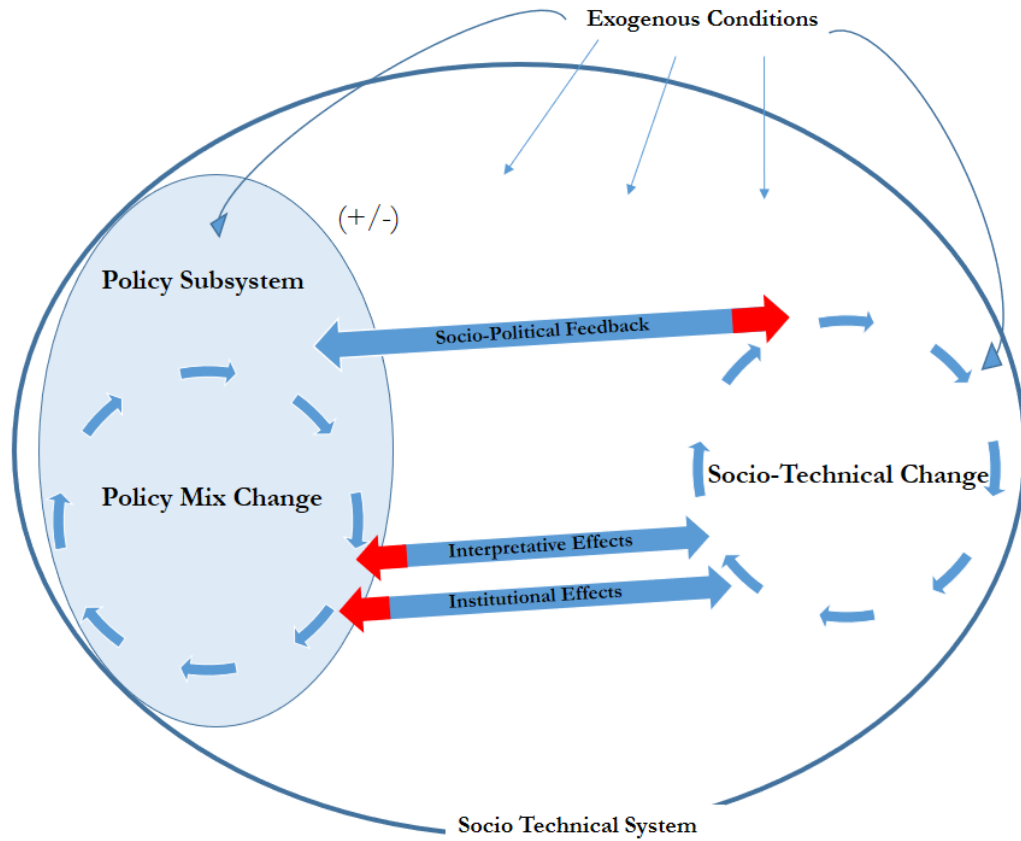 Exogenous Conditions
(+/-)
Policy Subsystem
Socio-Political Feedback
Policy Mix Change
Socio-Technical Change
Interpretative Effects
Institutional Effects
Socio Technical System